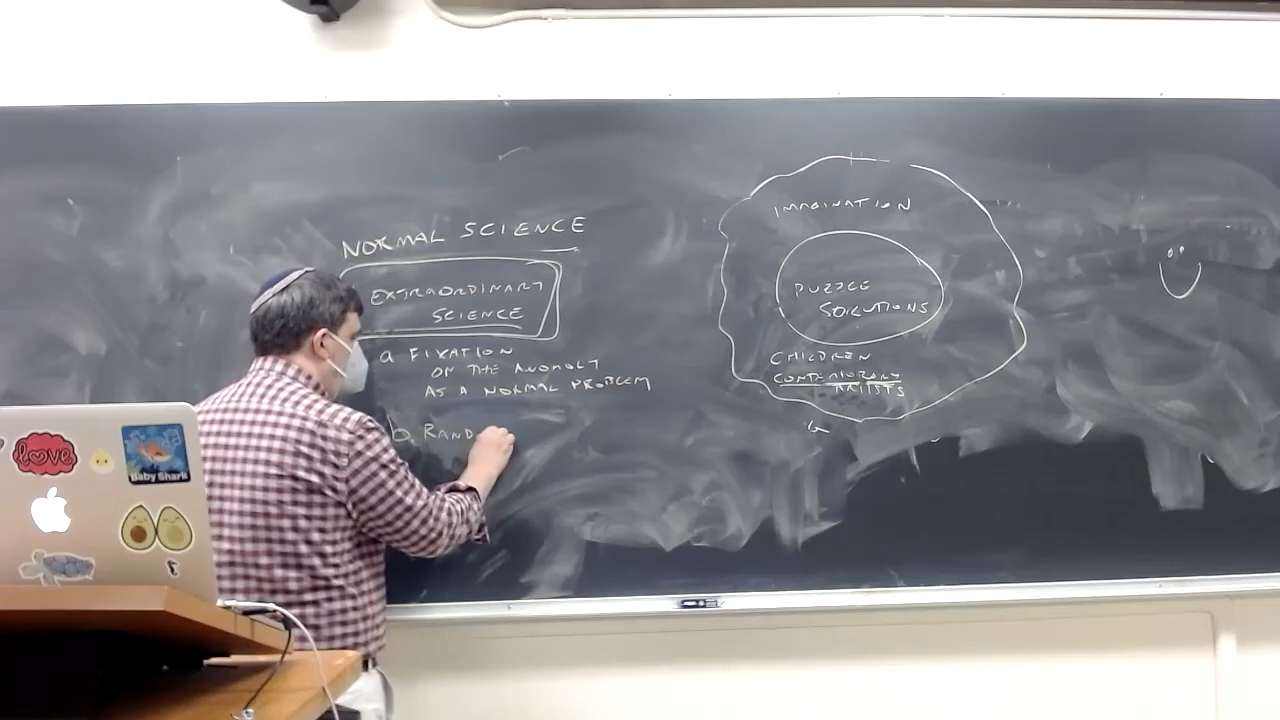 NORMAL SCIENCE
EXTRAORDINARY
SCIENCE
a FIXATION
ON THE ANOMOLY
AS A NORMAL PROBLEM
b RAND
IMAGINATION
PUZZLE
SOLUTIONS
CHILDREN
CONTEMPORARY
ARTISTS
love
Baby Shark